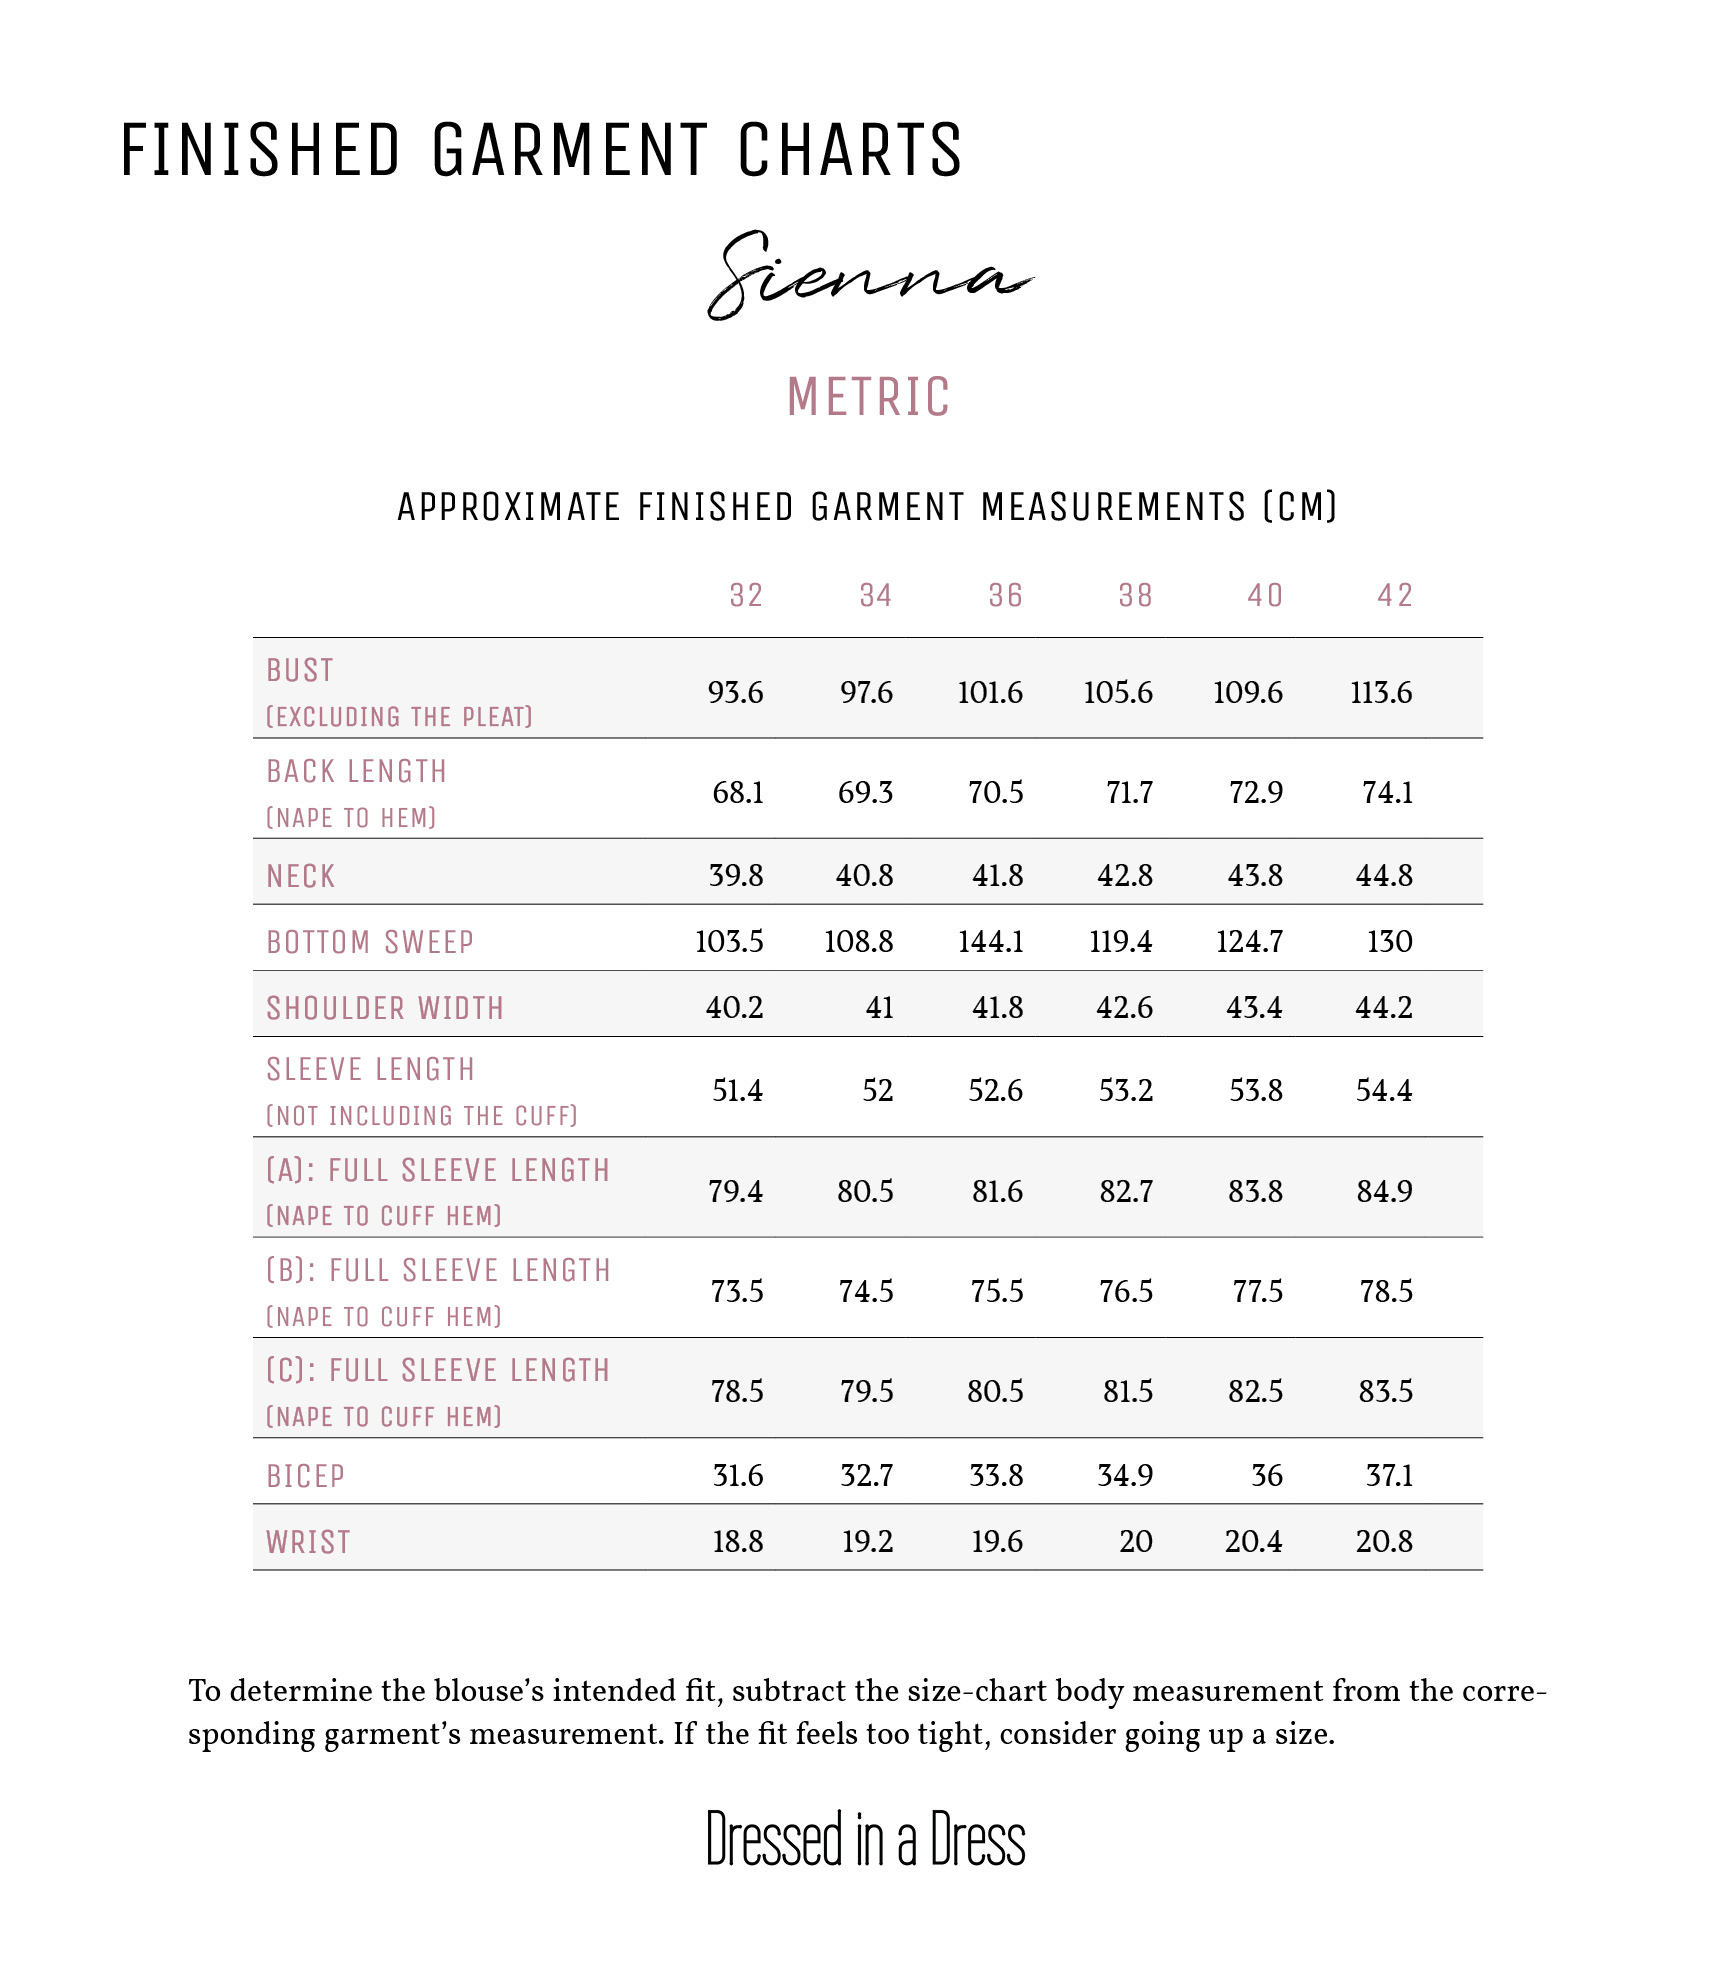 FINISHED GARMENT CHARTS
Sienna
METRIC
APPROXIMATE FINISHED GARMENT MEASUREMENTS (CM)
32 34 36 38 40 42
BUST
(EXCLUDING THE PLEAT) 93.6 97.6 101.6 105.6 109.6 113.6
BACK LENGTH
(NAPE TO HEM) 68.1 69.3 70.5 71.7 72.9 74.1
NECK 39.8 40.8 41.8 42.8 43.8 44.8
BOTTOM SWEEP 103.5 108.8 144.1 119.4 124.7 130
SHOULDER WIDTH 40.2 41 41.8 42.6 43.4 44.2
SLEEVE LENGTH
(NOT INCLUDING THE CUFF) 51.4 52 52.6 53.2 53.8 54.4
(A): FULL SLEEVE LENGTH
(NAPE TO CUFF HEM) 79.4 80.5 81.6 82.7 83.8 84.9
(B): FULL SLEEVE LENGTH
(NAPE TO CUFF HEM) 73.5 74.5 75.5 76.5 77.5 78.5
(C): FULL SLEEVE LENGTH
(NAPE TO CUFF HEM) 78.5 79.5 80.5 81.5 82.5 83.5
BICEP 31.6 32.7 33.8 34.9 36 37.1
WRIST 18.8 19.2 19.6 20 20.4 20.8
To determine the blouse’s intended fit, subtract the size-chart body measurement from the corre-
sponding garment’s measurement. If the fit feels too tight, consider going up a size.
Dressed in a Dress